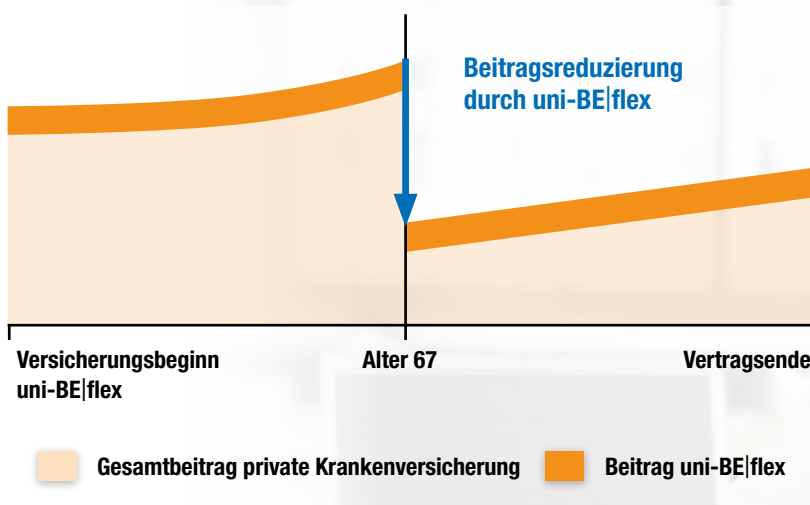 Beitragsreduzierung
durch uni-BE|flex
Versicherungsbeginn
uni-BE|flex
Alter 67
Vertragsende
Gesamtbeitrag private Krankenversicherung
Beitrag uni-BE|flex